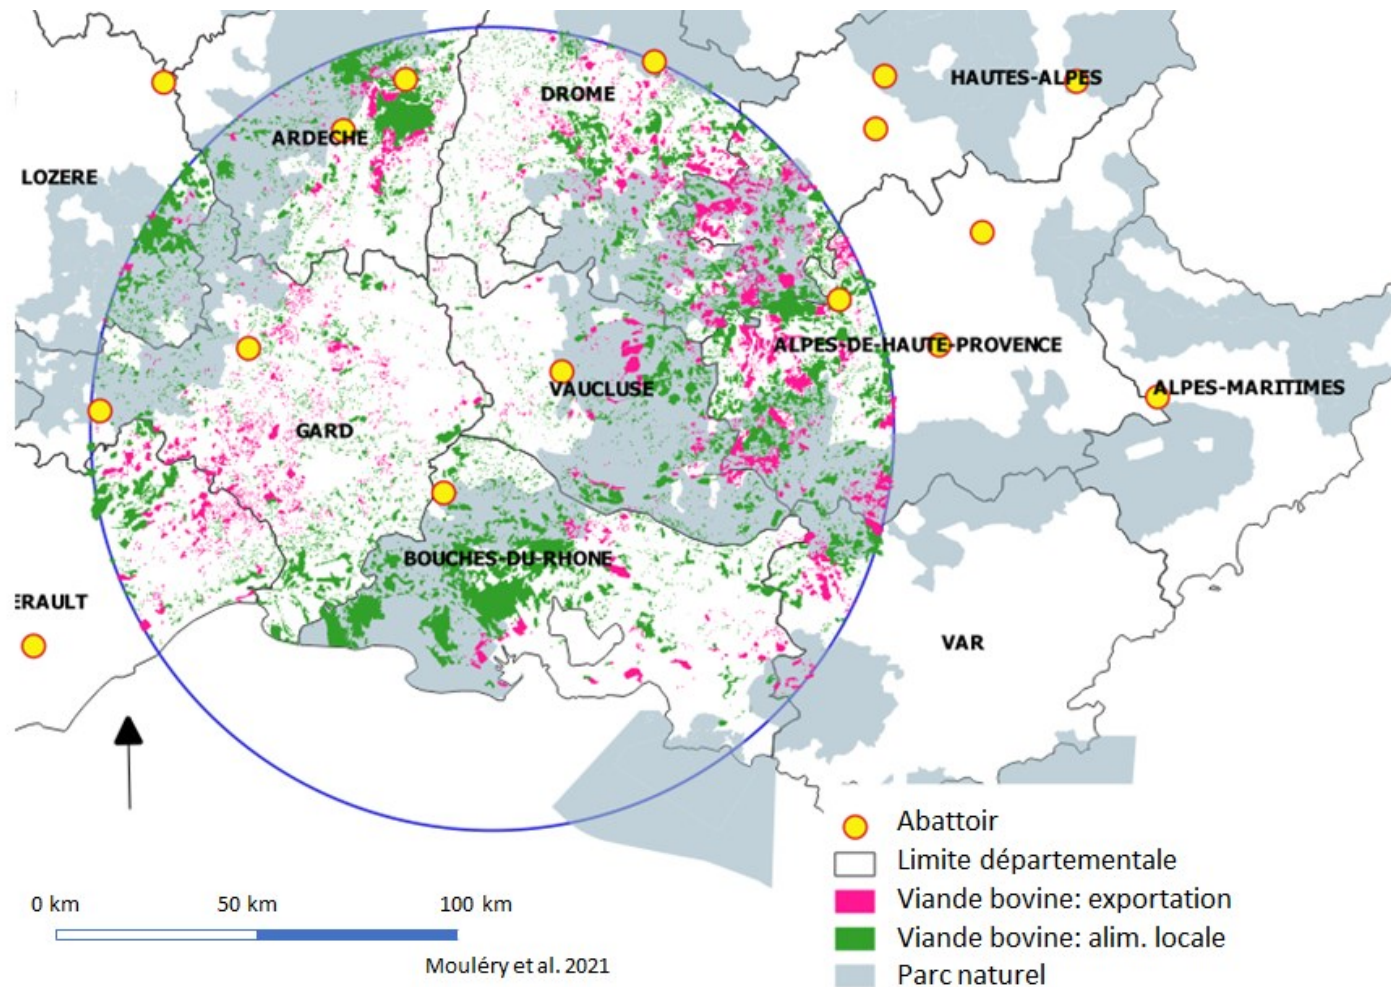 HAUTES-ALPES
DROME
ARDECHE
LOZERE
ALPES-DE-HAUTE-PROVENCE
ALPES-MARITIMES
VAUCLUSE
GARD
BOUCHES-DU-RHONE
ERAULT
VAR
Abattoir
Limite départementale
Viande bovine: exportation
Viande bovine: alim. locale
Parc naturel
0 km 50 km 100 km
Mouléry et al. 2021